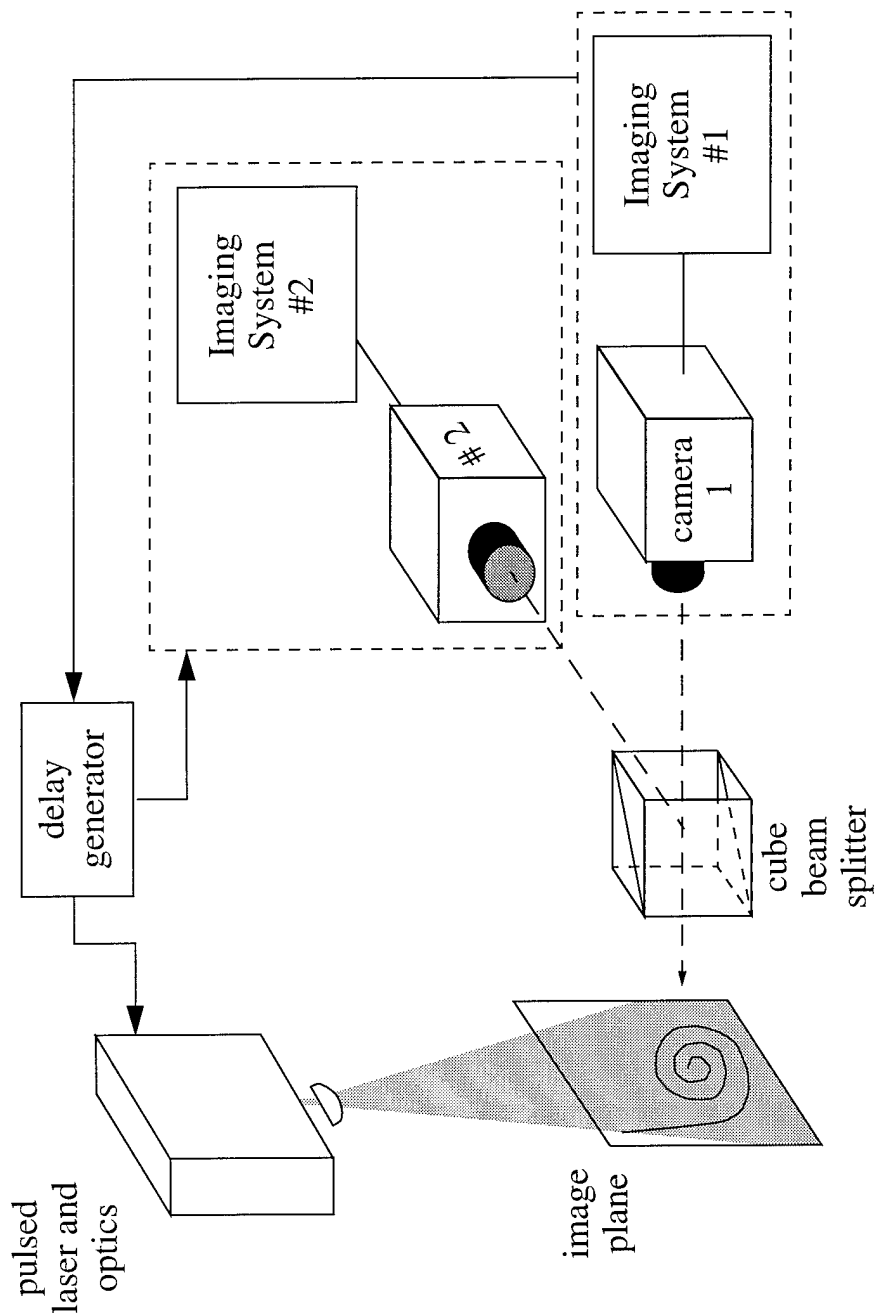 pulsed
laser and
optics
delay
generator
Imaging
System
#2
Imaging
System
#1
#2
camera
1
image
plane
cube
beam
splitter